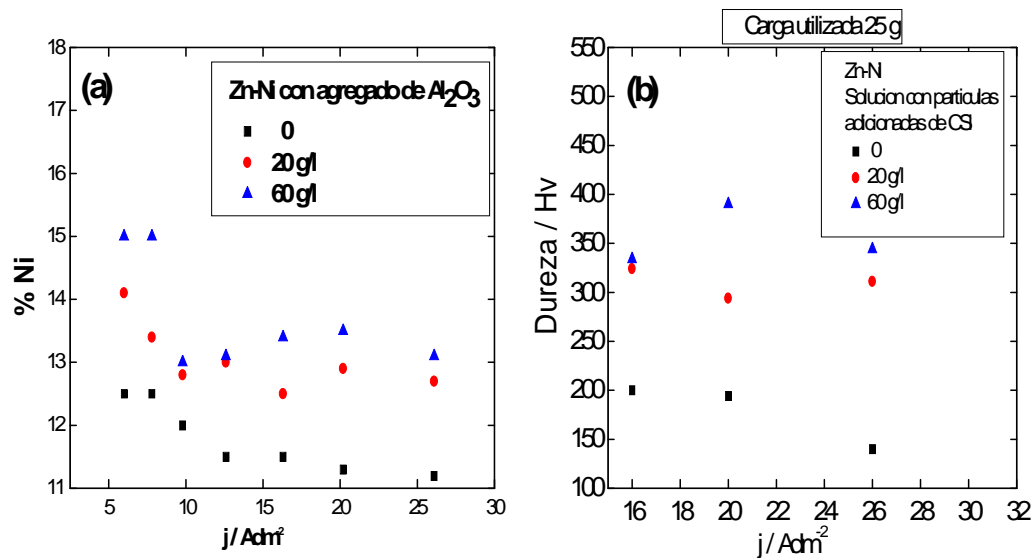 (a)
Zn-Ni con agregado de Al₂O₃
0
20 g/l
60 g/l
% Ni
18
17
16
15
14
13
12
11
5
10
15
20
25
30
j / Adm²
Carga utilizada 25 g
(b)
Zn-Ni
Solucion con particulas
adicionadas de CSi
0
20 g/l
60 g/l
Dureza / Hv
550
500
450
400
350
300
250
200
150
100
16
18
20
22
24
26
28
30
32
j / Adm⁻²